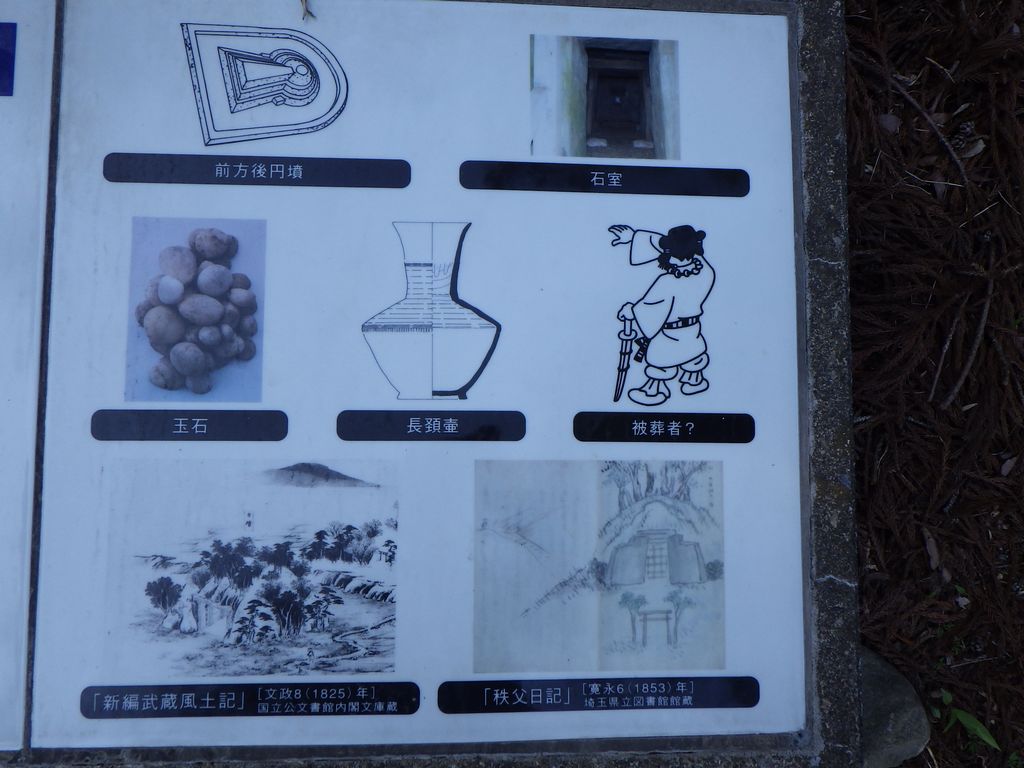 前方後円墳
石室
玉石
長頚壷
被葬者？
「新編武蔵風土記」 [文政8(1825)年]
国立公文書館内閣文庫蔵
「秩父日記」 [寛永6(1853)年]
埼玉県立図書館館蔵